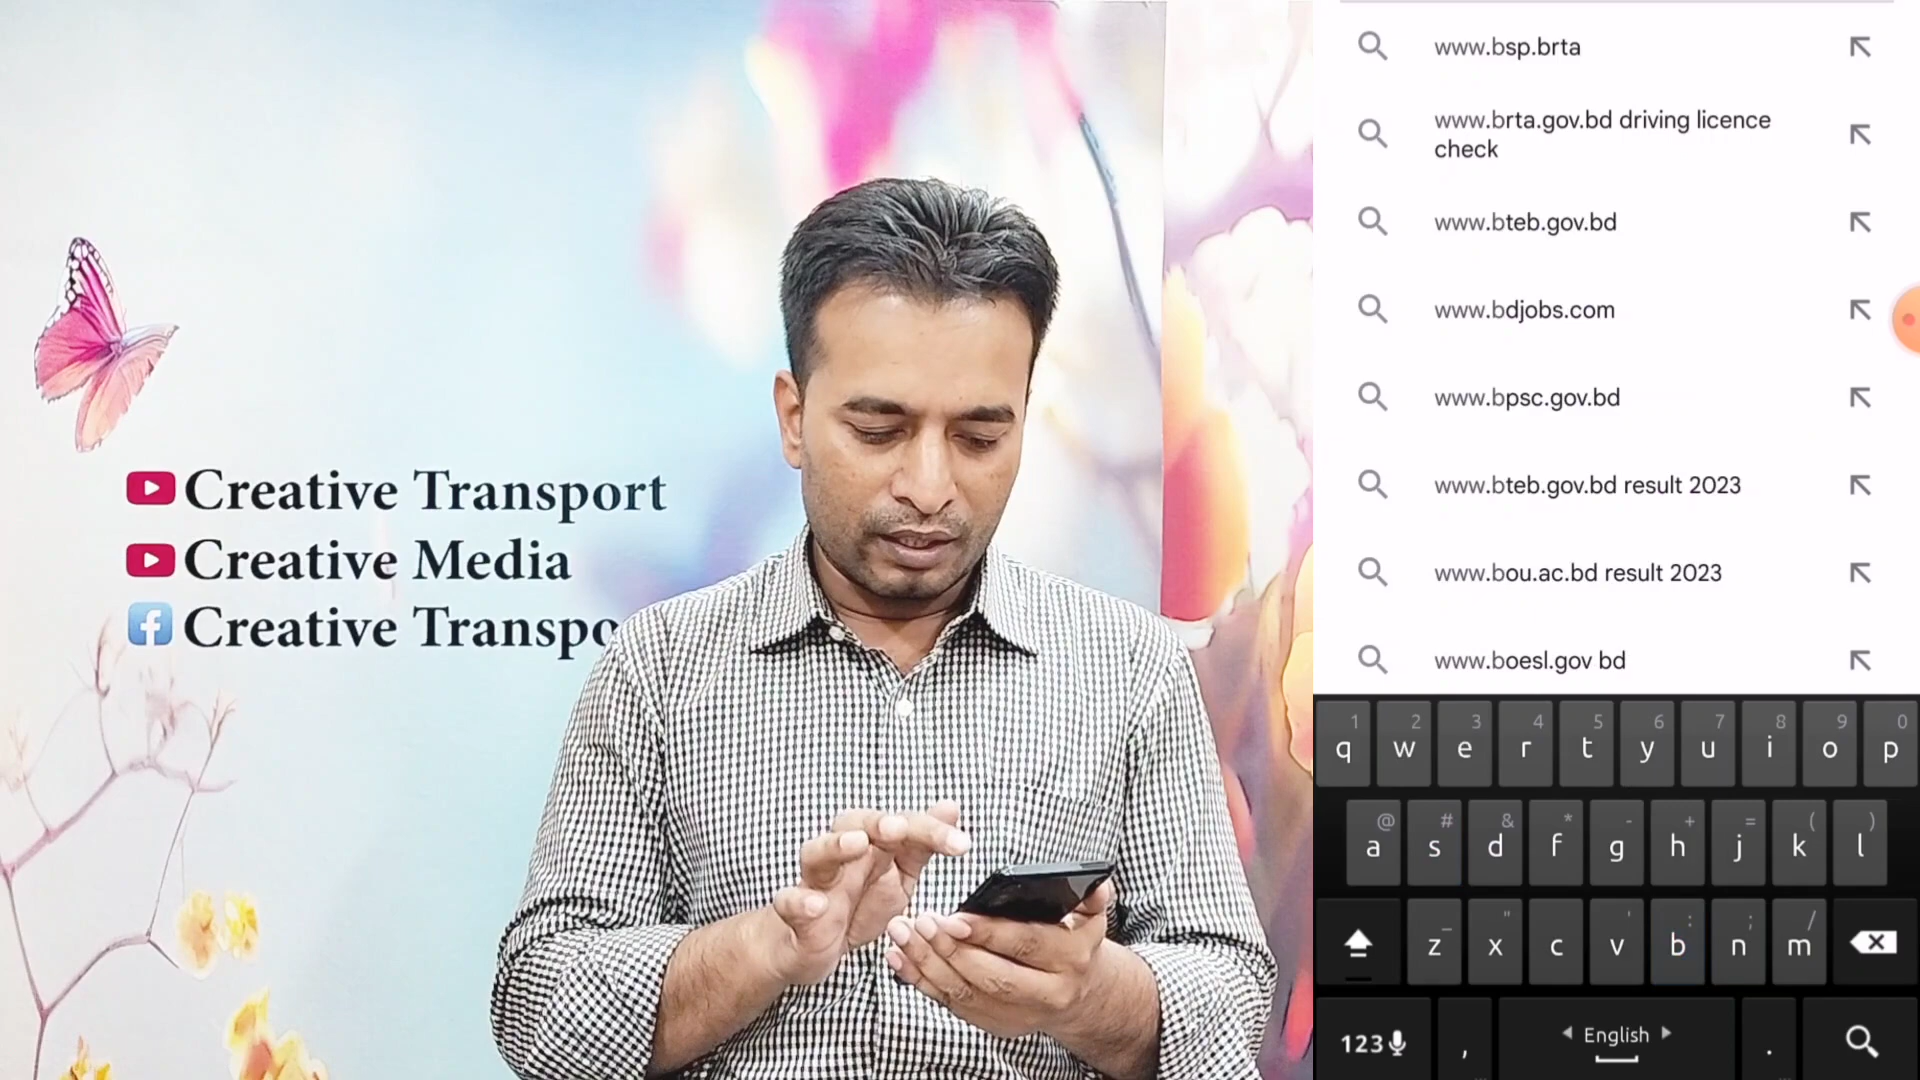 Creative Transport
Creative Media
Creative Transpo
www.bsp.brta
www.brta.gov.bd driving licence
check
www.bteb.gov.bd
www.bdjobs.com
www.bpsc.gov.bd
www.bteb.gov.bd result 2023
www.bou.ac.bd result 2023
www.boesl.gov bd
1 2 3 4 5 6 7 8 9 0
q w e r t y u i o p
@ # & * - + = ( )
a s d f g h j k l
_ " ' : ; /
z x c v b n m
123 , English .